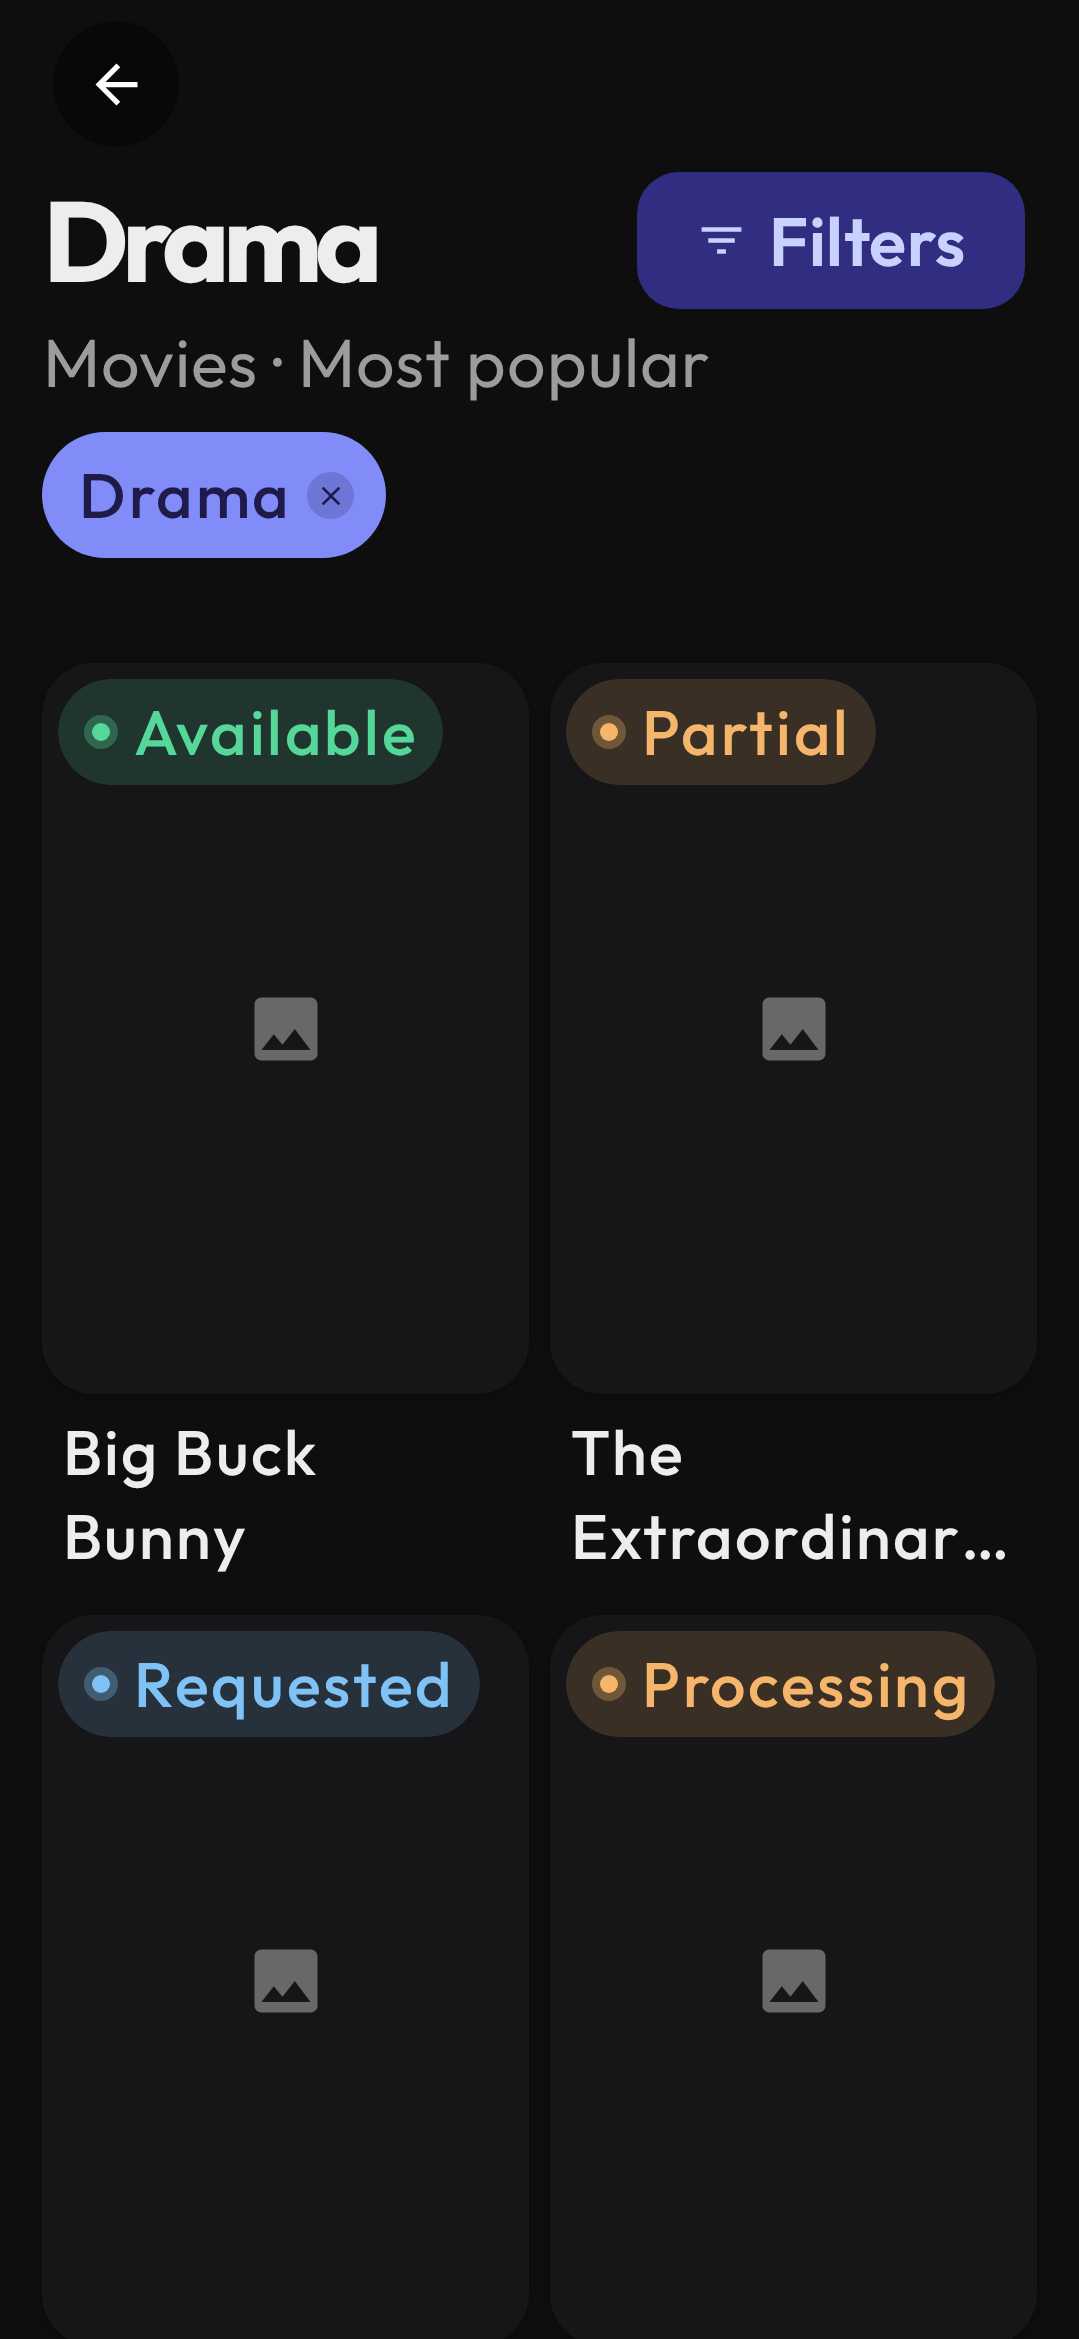 Drama
Filters
Movies · Most popular
Drama
Available
Partial
Big Buck
Bunny
The
Extraordinar...
Requested
Processing